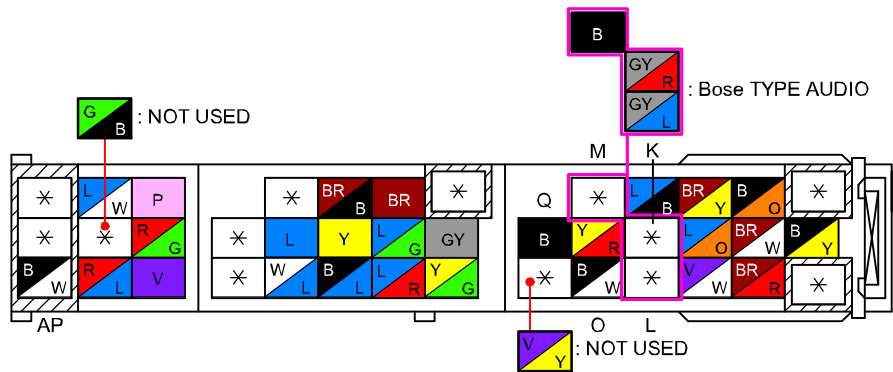 B
GY R
: Bose TYPE AUDIO
GY L
G B : NOT USED
M K
* L W P * BR B BR * Q * L B BR Y B O *
* * R G * L Y L G GY B Y R * L O BR W B Y
B W R L V * W L B L L R Y G * B W * V W BR R *
AP O L
V Y : NOT USED